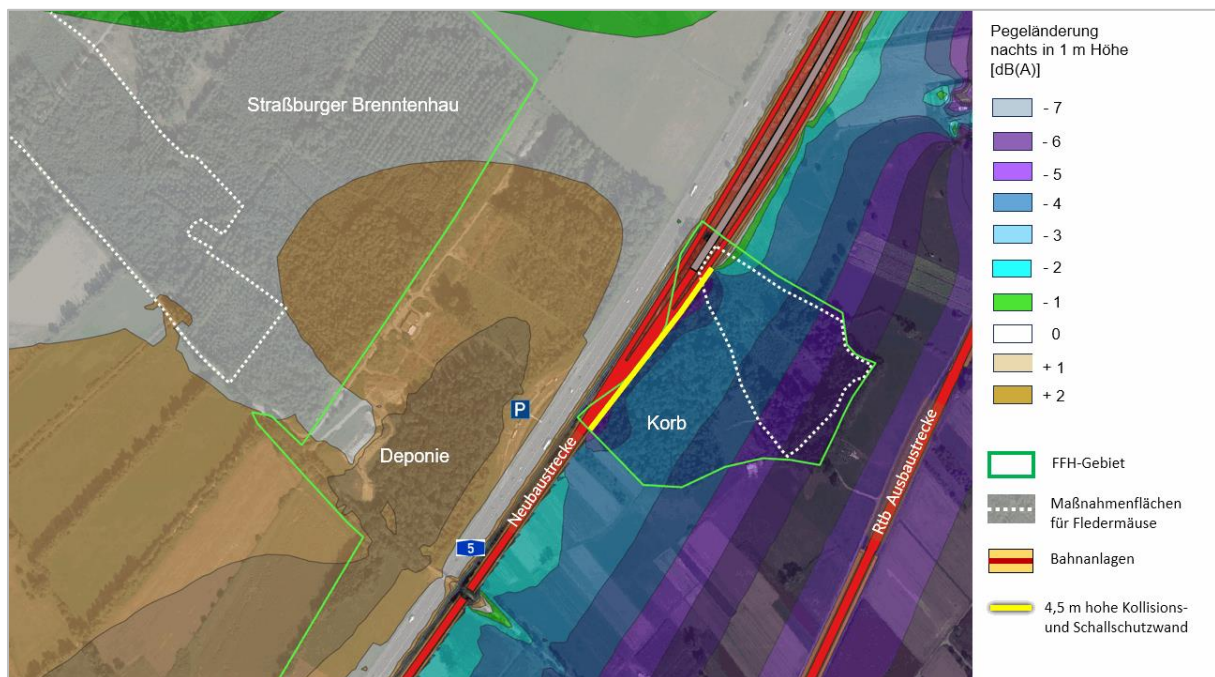 Straßburger Brenntenhau
P
Korb
Deponie
Neubaustrecke
5
Rtb Ausbaustrecke
Pegeländerung
nachts in 1 m Höhe
[dB(A)]
- 7
- 6
- 5
- 4
- 3
- 2
- 1
0
+ 1
+ 2
FFH-Gebiet
Maßnahmenflächen
für Fledermäuse
Bahnanlagen
4,5 m hohe Kollisions-
und Schallschutzwand